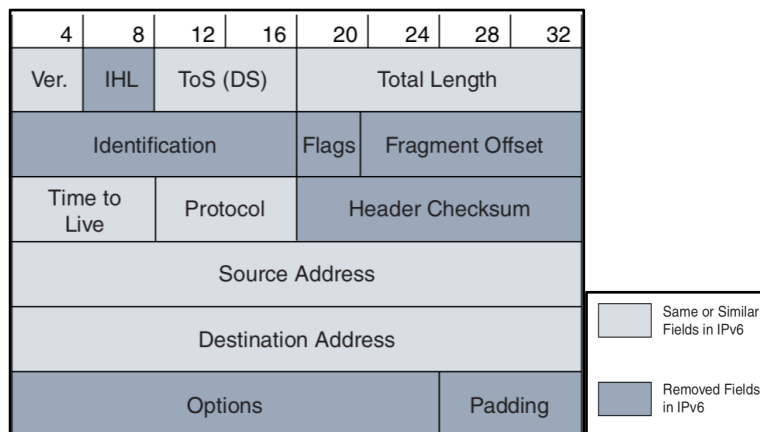 4 8 12 16 20 24 28 32
Ver. IHL ToS (DS) Total Length
Identification Flags Fragment Offset
Time to
Live
Protocol Header Checksum
Source Address
Destination Address
Options Padding
Same or Similar
Fields in IPv6
Removed Fields
in IPv6